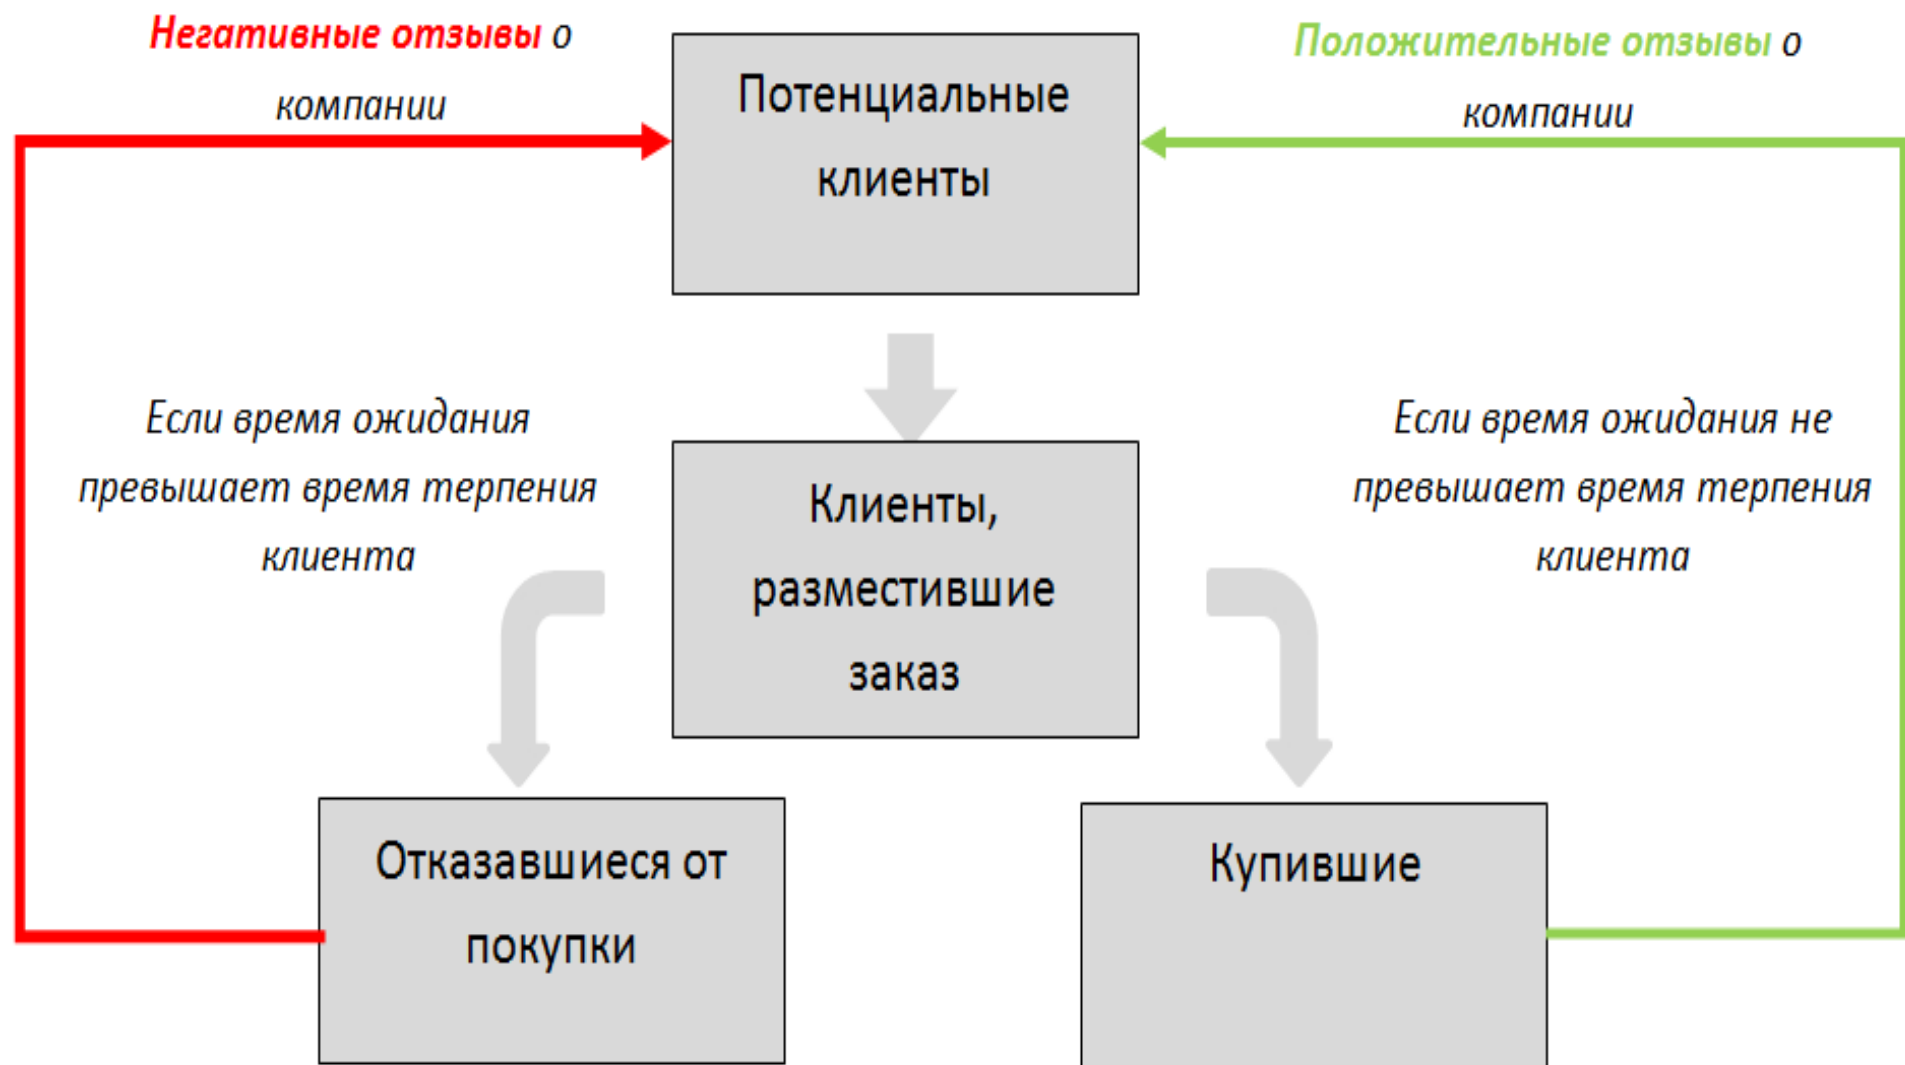 Негативные отзывы о
компании
Потенциальные
клиенты
Положительные отзывы о
компании
Если время ожидания
превышает время терпения
клиента
Клиенты,
разместившие
заказ
Если время ожидания не
превышает время терпения
клиента
Отказавшиеся от
покупки
Купившие